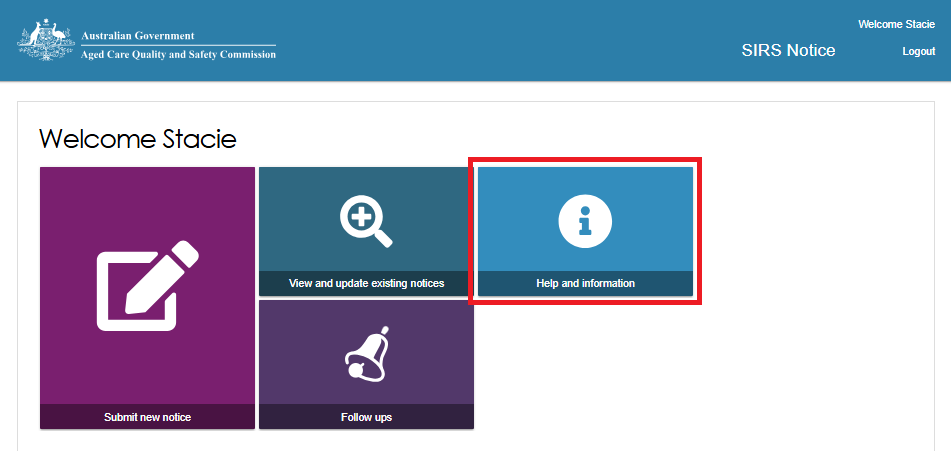 Australian Government
Aged Care Quality and Safety Commission
Welcome Stacie
SIRS Notice
Logout
Welcome Stacie
View and update existing notices
Help and information
Submit new notice
Follow ups